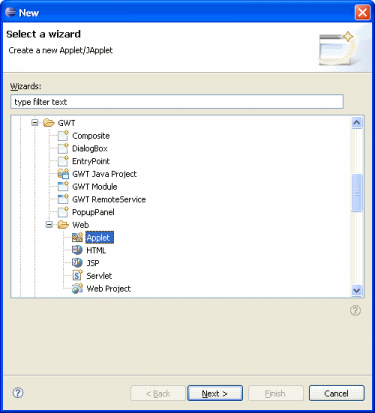 New
Select a wizard
Create a new Applet/JApplet
Wizards:
type filter text
GWT
Composite
DialogBox
EntryPoint
GWT Java Project
GWT Module
GWT RemoteService
PopupPanel
Web
Applet
HTML
JSP
Servlet
Web Project
< Back Next > Finish Cancel